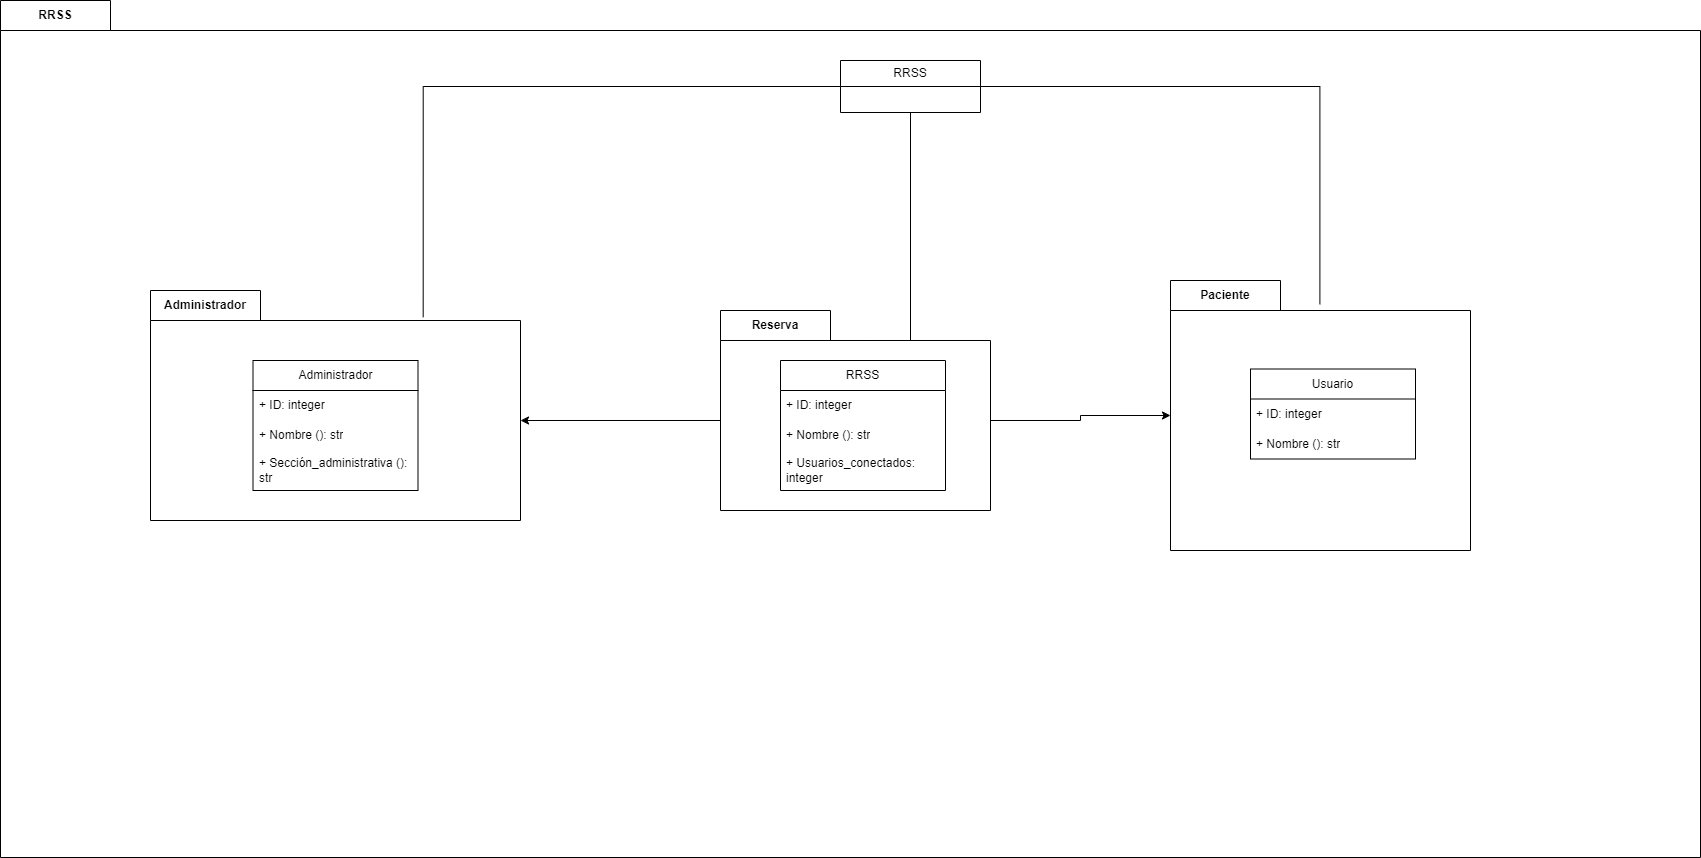 RRSS
RRSS
Administrador
Administrador
+ ID: integer
+ Nombre (): str
+ Sección_administrativa ():
str
Reserva
RRSS
+ ID: integer
+ Nombre (): str
+ Usuarios_conectados:
integer
Paciente
Usuario
+ ID: integer
+ Nombre (): str